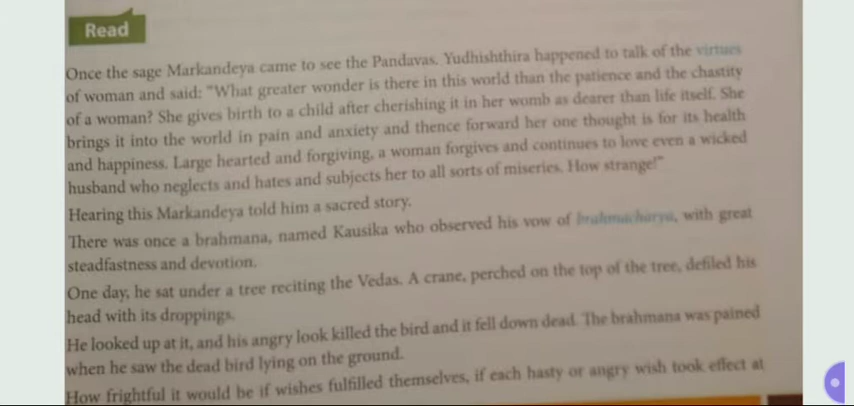 Read
Once the sage Markandeya came to see the Pandavas. Yudhishthira happened to talk of the virtues
of woman and said: "What greater wonder is there in this world than the patience and the chastity
of a woman? She gives birth to a child after cherishing it in her womb as dearer than life itself. She
brings it into the world in pain and anxiety and thence forward her one thought is for its health
and happiness. Large hearted and forgiving, a woman forgives and continues to love even a wicked
husband who neglects and hates and subjects her to all sorts of miseries. How strange!"
Hearing this Markandeya told him a sacred story.
There was once a brahmana, named Kausika who observed his vow of brahmacharya, with great
steadfastness and devotion.
One day, he sat under a tree reciting the Vedas. A crane, perched on the top of the tree, defiled his
head with its droppings.
He looked up at it, and his angry look killed the bird and it fell down dead. The brahmana was pained
when he saw the dead bird lying on the ground.
How frightful it would be if wishes fulfilled themselves, if each hasty or angry wish took effect at